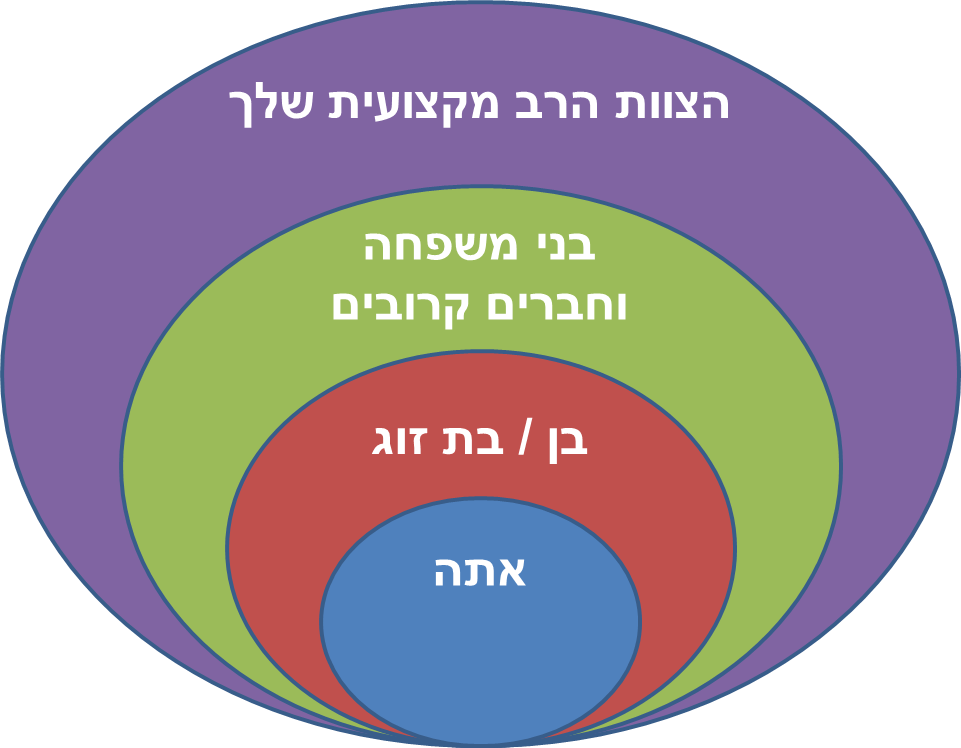 הצוות הרב מקצועית שלך
בני משפחה
וחברים קרובים
בן / בת זוג
אתה